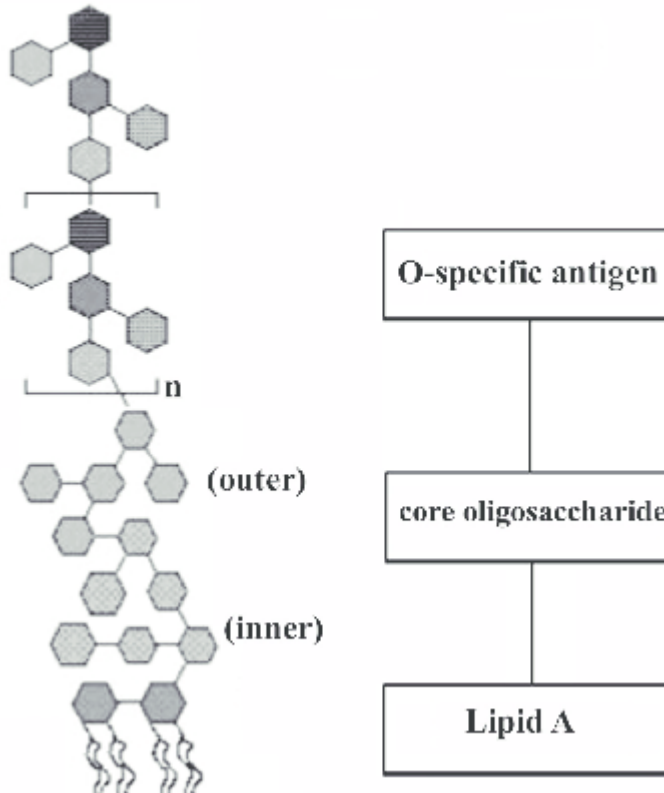 O-specific antigen
n
(outer)
core oligosaccharide
(inner)
Lipid A